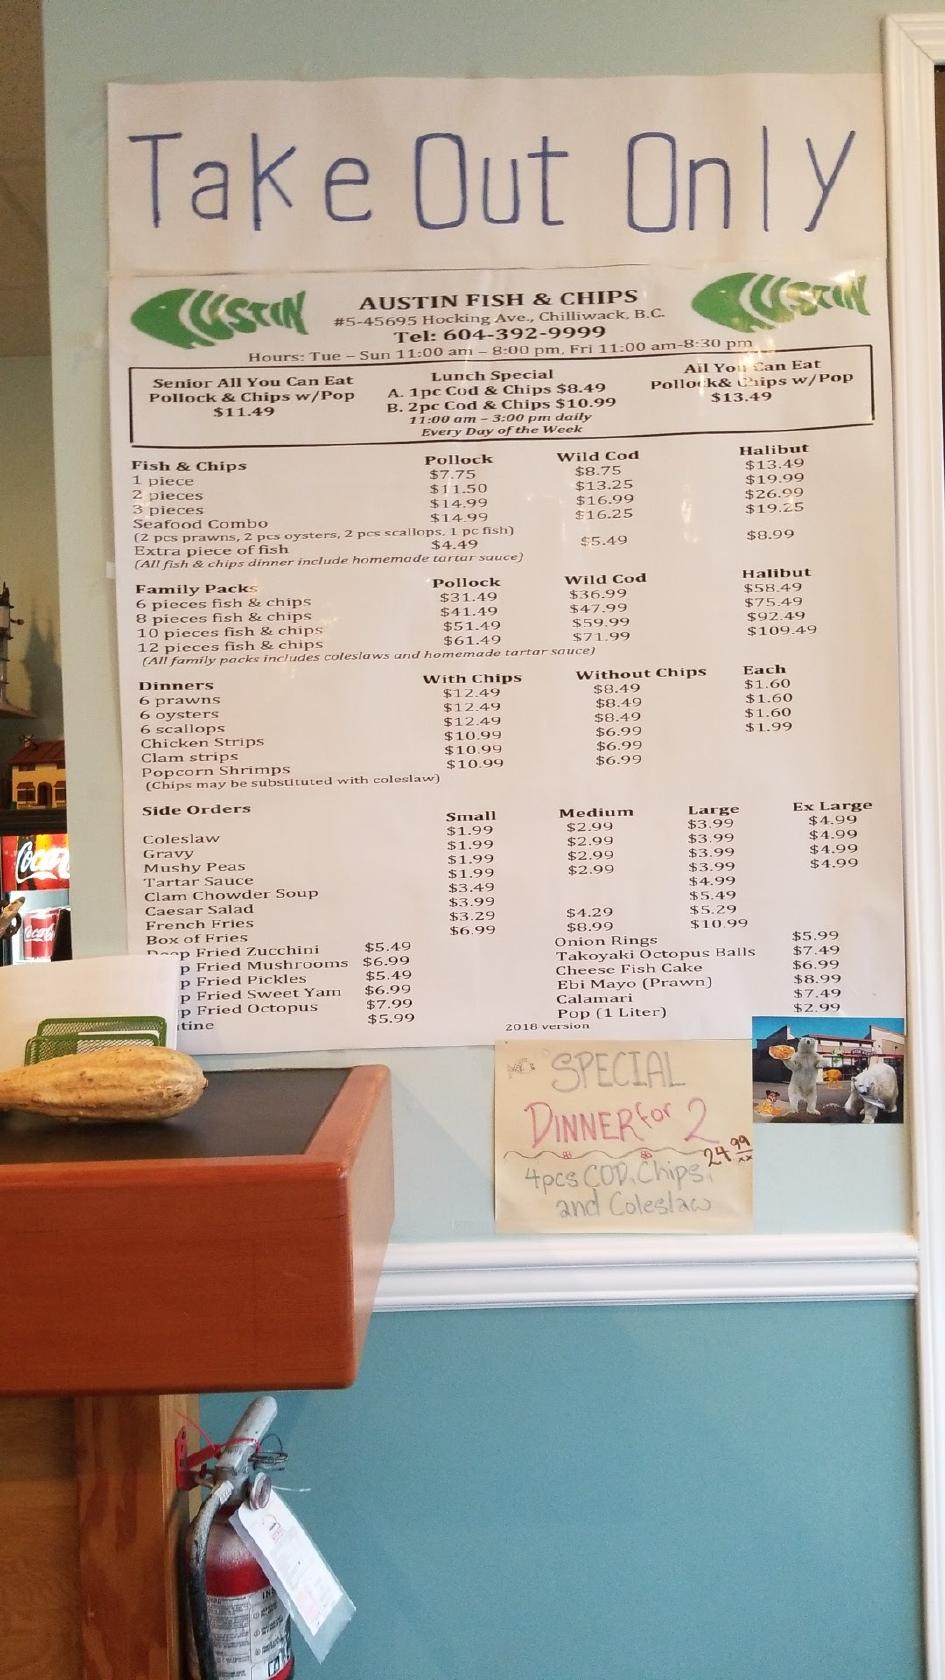 Take Out Only
AUSTIN AUSTIN
AUSTIN FISH & CHIPS
#5-45695 Hocking Ave., Chilliwack, B.C.
Tel: 604-392-9999
Hours: Tue – Sun 11:00 am – 8:00 pm, Fri 11:00 am-8:30 pm
Senior All You Can Eat
Pollock & Chips w/Pop
$11.49
Lunch Special
A. 1pc Cod & Chips $8.49
B. 2pc Cod & Chips $10.99
11:00 am – 3:00 pm daily
Every Day of the Week
All You Can Eat
Pollock& Chips w/Pop
$13.49
Fish & Chips Pollock Wild Cod Halibut
1 piece $7.75 $8.75 $13.49
2 pieces $11.50 $13.25 $19.99
3 pieces $14.99 $16.99 $26.99
Seafood Combo $14.99 $16.25 $19.25
(2 pcs prawns, 2 pcs oysters, 2 pcs scallops, 1 pc fish)
Extra piece of fish $4.49 $5.49 $8.99
(All fish & chips dinner include homemade tartar sauce)
Family Packs Pollock Wild Cod Halibut
6 pieces fish & chips $31.49 $36.99 $58.49
8 pieces fish & chips $41.49 $47.99 $75.49
10 pieces fish & chips $51.49 $59.99 $92.49
12 pieces fish & chips $61.49 $71.99 $109.49
(All family packs includes coleslaws and homemade tartar sauce)
Dinners With Chips Without Chips Each
6 prawns $12.49 $8.49 $1.60
6 oysters $12.49 $8.49 $1.60
6 scallops $12.49 $8.49 $1.60
Chicken Strips $10.99 $6.99 $1.99
Clam strips $10.99 $6.99
Popcorn Shrimps $10.99 $6.99
(Chips may be substituted with coleslaw)
Side Orders Small Medium Large Ex Large
Coleslaw $1.99 $2.99 $3.99 $4.99
Gravy $1.99 $2.99 $3.99 $4.99
Mushy Peas $1.99 $2.99 $3.99 $4.99
Tartar Sauce $1.99 $2.99 $3.99 $4.99
Clam Chowder Soup $3.49 $4.99
Caesar Salad $3.99 $5.49
French Fries $3.29 $4.29 $5.29
Box of Fries $6.99 $8.99 $10.99
Deep Fried Zucchini $5.49 Onion Rings $5.99
p Fried Mushrooms $6.99 Takoyaki Octopus Balls $7.49
p Fried Pickles $5.49 Cheese Fish Cake $6.99
p Fried Sweet Yam $6.99 Ebi Mayo (Prawn) $8.99
p Fried Octopus $7.99 Calamari $7.49
tine $5.99 Pop (1 Liter) $2.99
2018 version
SPECIAL
DINNER for 2
24.99
4pcs COD, Chips,
and Coleslaw
Coca-Cola